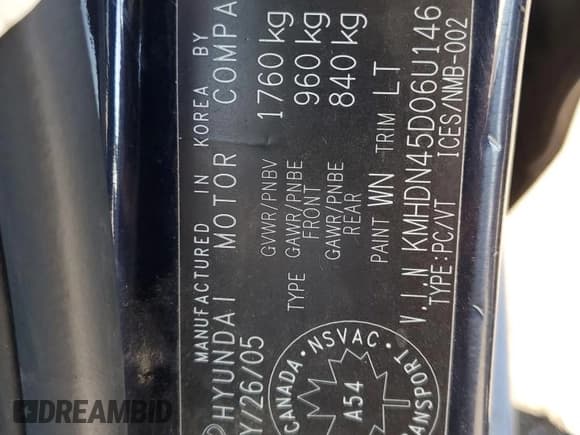 MANUFACTURED IN KOREA BY
HYUNDAI MOTOR COMPA
Y/26/05
GVWR/PNBV 1760 kg
TYPE GAWR/PNBE FRONT 960 kg
GAWR/PNBE REAR 840 kg
PAINT WN TRIM LT
V.I.N KMHDN45D06U146
TYPE:PC/VT ICES/NMB-002
CANADA · NSVAC ·
A54
ANSPORT
DREAMBID